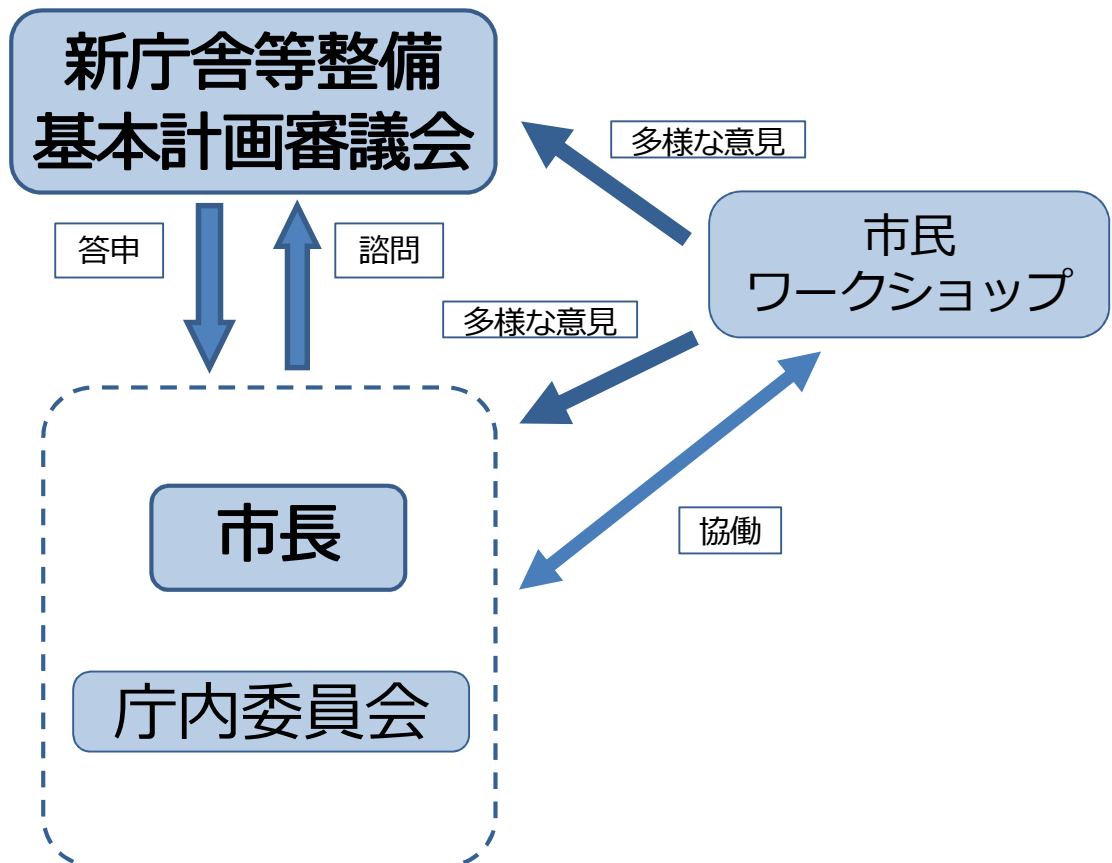 新庁舎等整備
基本計画審議会
多様な意見
市民
ワークショップ
答申
諮問
多様な意見
協働
市長
庁内委員会